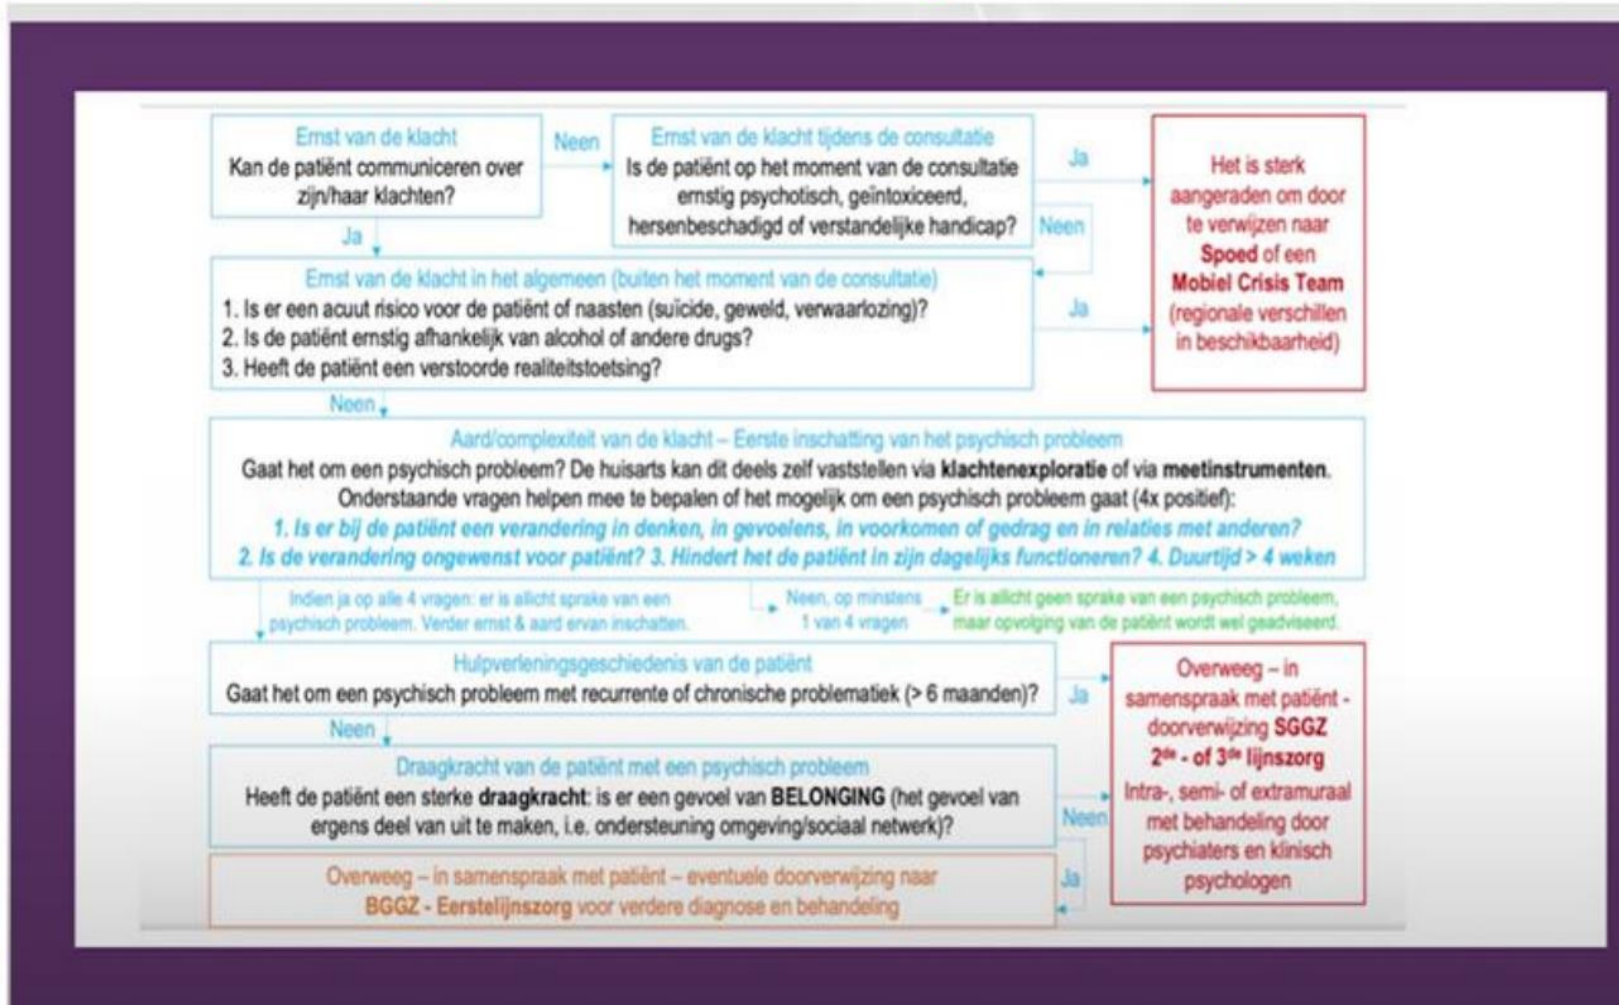 Ernst van de klacht
Kan de patiënt communiceren over
zijn/haar klachten?
Neen
Ernst van de klacht tijdens de consultatie
Is de patiënt op het moment van de consultatie
ernstig psychotisch, geïntoxiceerd,
hersenbeschadigd of verstandelijke handicap?
Ja
Neen
Het is sterk
aangeraden om door
te verwijzen naar
Spoed of een
Mobiel Crisis Team
(regionale verschillen
in beschikbaarheid)
Ja
Ernst van de klacht in het algemeen (buiten het moment van de consultatie)
1. Is er een acuut risico voor de patiënt of naasten (suïcide, geweld, verwaarlozing)?
2. Is de patiënt ernstig afhankelijk van alcohol of andere drugs?
3. Heeft de patiënt een verstoorde realiteitstoetsing?
Ja
Neen
Aard/complexiteit van de klacht – Eerste inschatting van het psychisch probleem
Gaat het om een psychisch probleem? De huisarts kan dit deels zelf vaststellen via klachtenexploratie of via meetinstrumenten.
Onderstaande vragen helpen mee te bepalen of het mogelijk om een psychisch probleem gaat (4x positief):
1. Is er bij de patiënt een verandering in denken, in gevoelens, in voorkomen of gedrag en in relaties met anderen?
2. Is de verandering ongewenst voor patiënt? 3. Hindert het de patiënt in zijn dagelijks functioneren? 4. Duurtijd > 4 weken
Indien ja op alle 4 vragen: er is allicht sprake van een
psychisch probleem. Verder ernst & aard ervan inschatten.
Neen, op minstens
1 van 4 vragen
Er is allicht geen sprake van een psychisch probleem,
maar opvolging van de patiënt wordt wel geadviseerd.
Hulpverleningsgeschiedenis van de patiënt
Gaat het om een psychisch probleem met recurrente of chronische problematiek (> 6 maanden)?
Ja
Neen
Draagkracht van de patiënt met een psychisch probleem
Heeft de patiënt een sterke draagkracht: is er een gevoel van BELONGING (het gevoel van
ergens deel van uit te maken, i.e. ondersteuning omgeving/sociaal netwerk)?
Neen
Ja
Overweeg – in
samenspraak met patiënt -
doorverwijzing SGGZ
2de - of 3de lijnszorg
Intra-, semi- of extramuraal
met behandeling door
psychiaters en klinisch
psychologen
Overweeg – in samenspraak met patiënt – eventuele doorverwijzing naar
BGGZ - Eerstelijnszorg voor verdere diagnose en behandeling